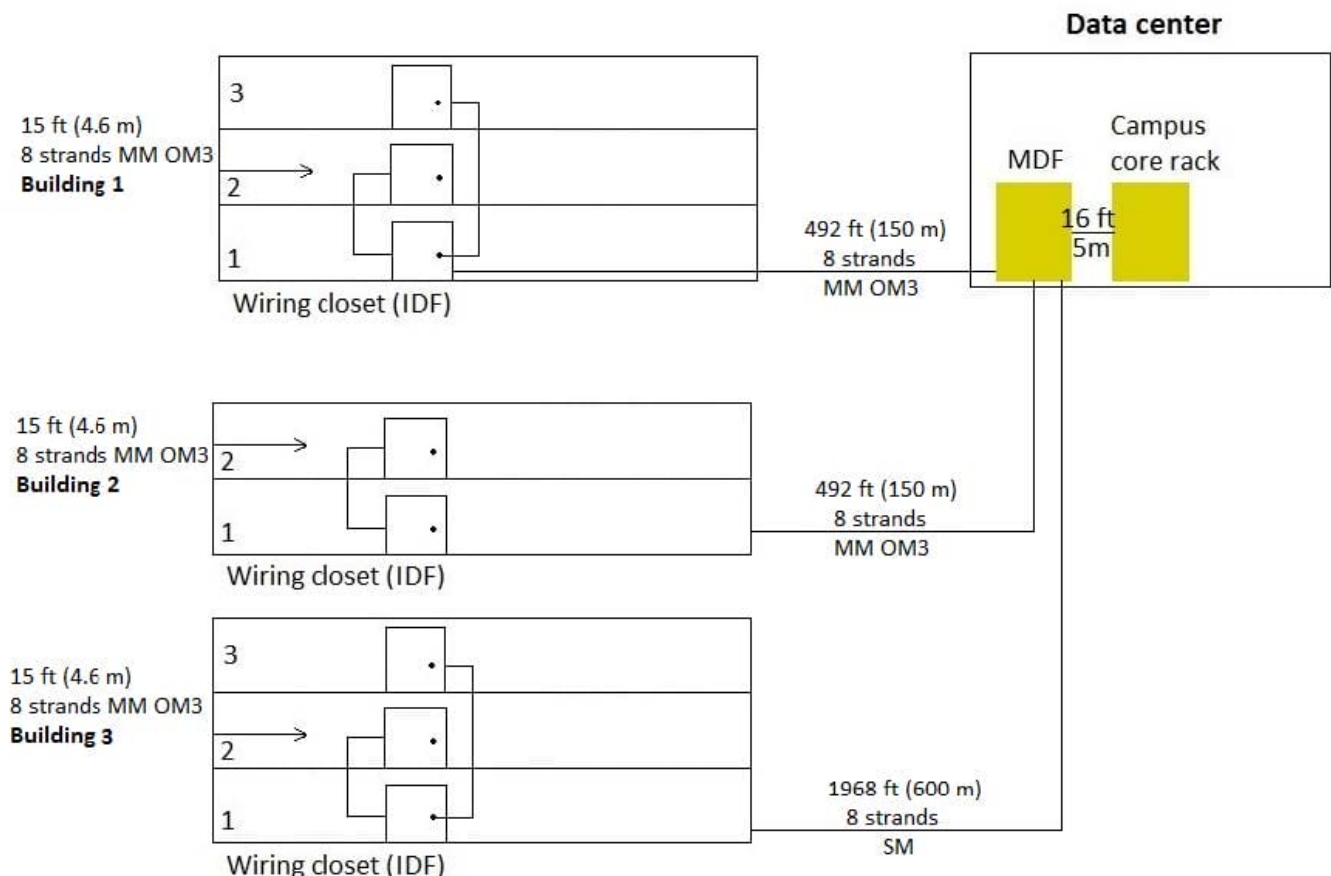 Data center
MDF
Campus
core rack
16 ft
5m
15 ft (4.6 m)
8 strands MM OM3
Building 1
3
2
1
Wiring closet (IDF)
492 ft (150 m)
8 strands
MM OM3
15 ft (4.6 m)
8 strands MM OM3
Building 2
2
1
Wiring closet (IDF)
492 ft (150 m)
8 strands
MM OM3
15 ft (4.6 m)
8 strands MM OM3
Building 3
3
2
1
Wiring closet (IDF)
1968 ft (600 m)
8 strands
SM